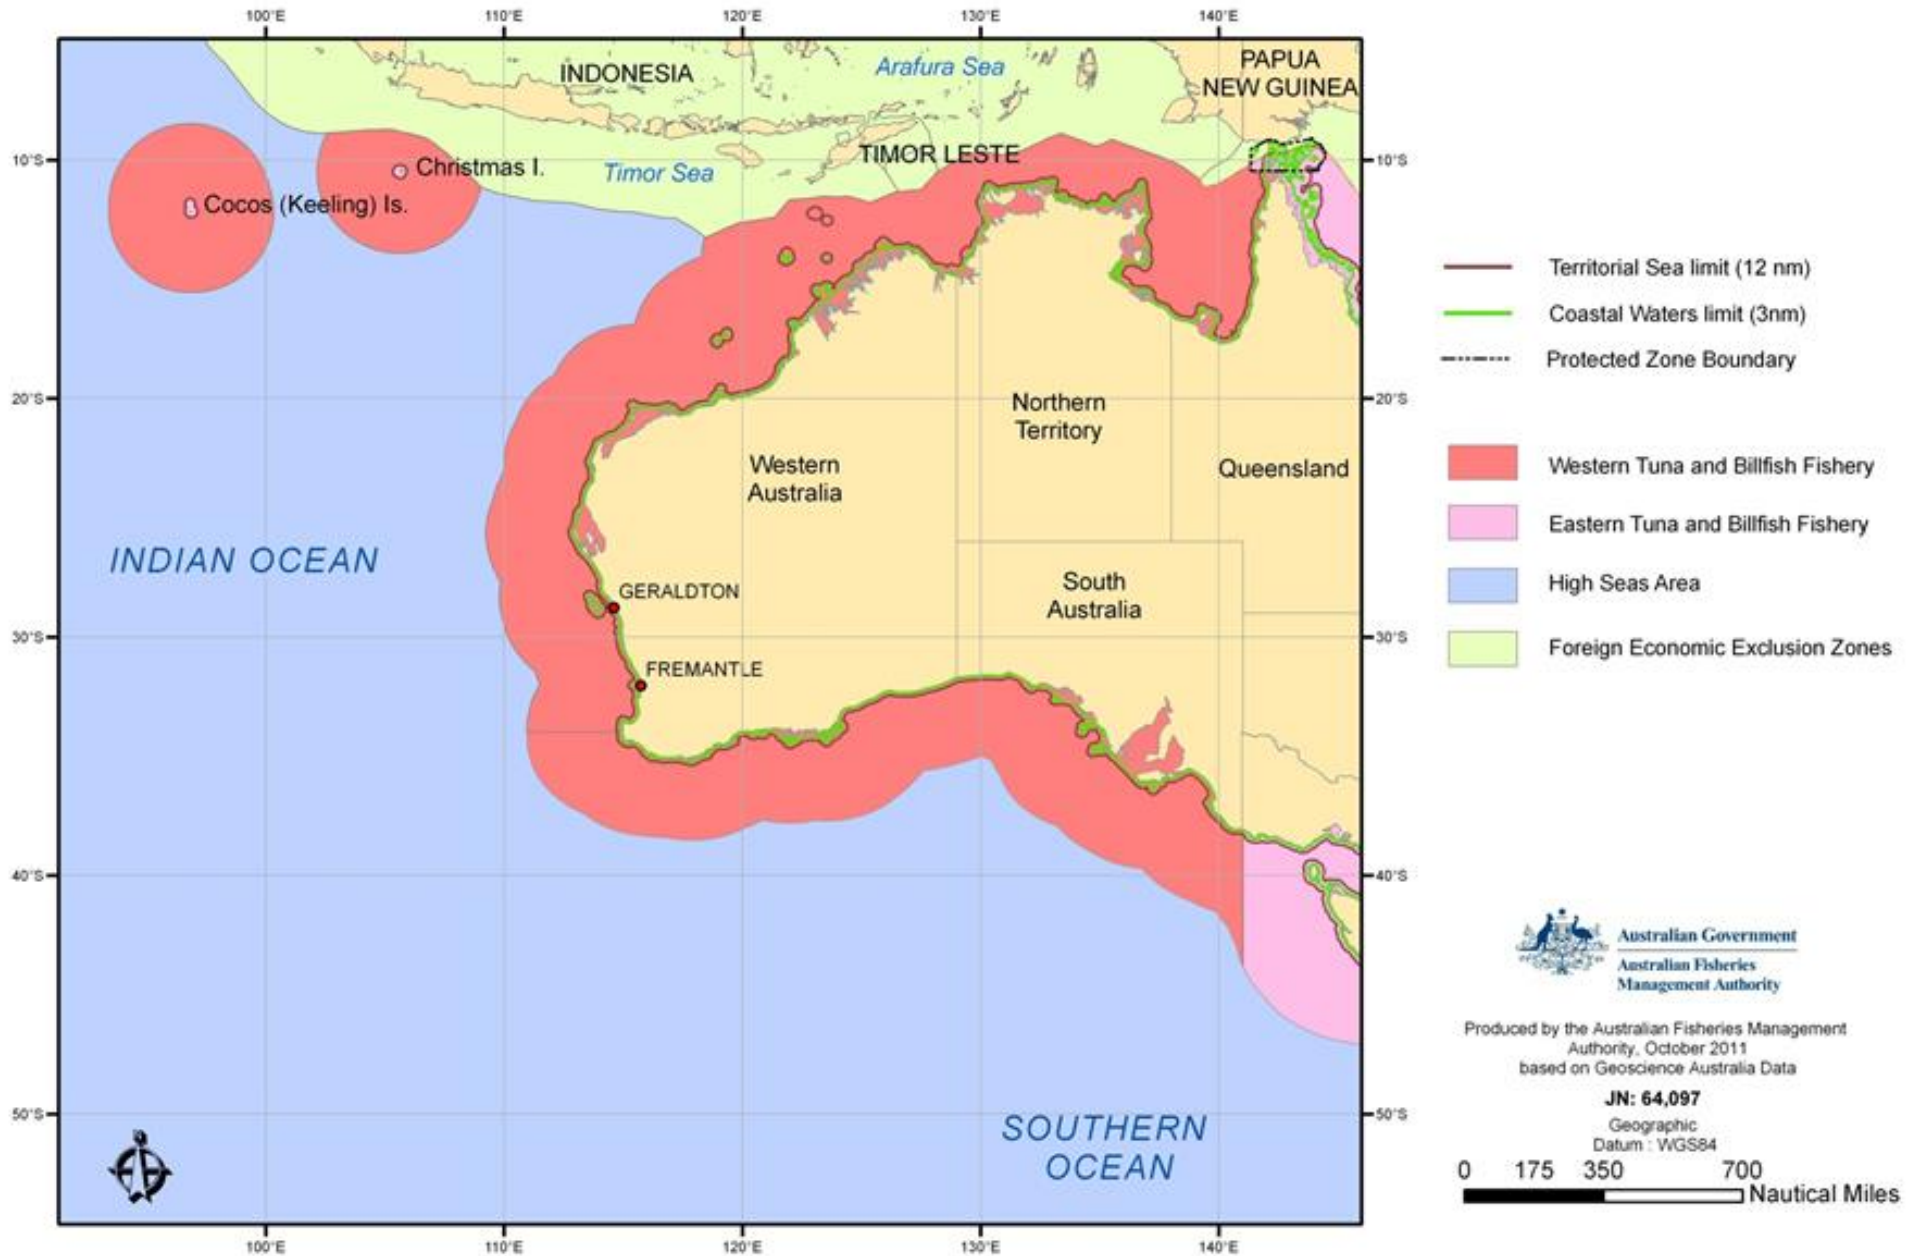 100°E 110°E 120°E 130°E 140°E
INDONESIA
Arafura Sea
PAPUA
NEW GUINEA
10°S
TIMOR LESTE
10°S
Christmas I.
Timor Sea
Cocos (Keeling) Is.
20°S
20°S
Northern
Territory
Western
Australia
Queensland
INDIAN OCEAN
South
Australia
GERALDTON
30°S
30°S
FREMANTLE
40°S
40°S
50°S
50°S
SOUTHERN
OCEAN
100°E 110°E 120°E 130°E 140°E
Territorial Sea limit (12 nm)
Coastal Waters limit (3nm)
Protected Zone Boundary
Western Tuna and Billfish Fishery
Eastern Tuna and Billfish Fishery
High Seas Area
Foreign Economic Exclusion Zones
Australian Government
Australian Fisheries
Management Authority
Produced by the Australian Fisheries Management
Authority, October 2011
based on Geoscience Australia Data
JN: 64,097
Geographic
Datum : WGS84
0 175 350 700
Nautical Miles